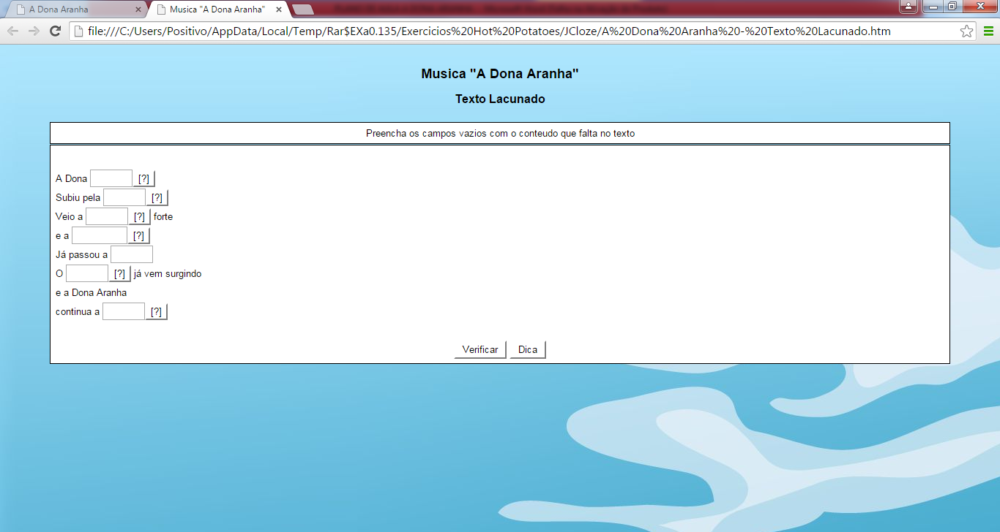 A Dona Aranha
Musica "A Dona Aranha"
file:///C:/Users/Positivo/AppData/Local/Temp/Rar$EXa0.135/Exercicios%20Hot%20Potatoes/JCloze/A%20Dona%20Aranha%20-%20Texto%20Lacunado.htm
Musica "A Dona Aranha"
Texto Lacunado
Preencha os campos vazios com o conteudo que falta no texto
A Dona [?]
Subiu pela [?]
Veio a [?] forte
e a [?]
Já passou a
O [?] já vem surgindo
e a Dona Aranha
continua a [?]
Verificar Dica